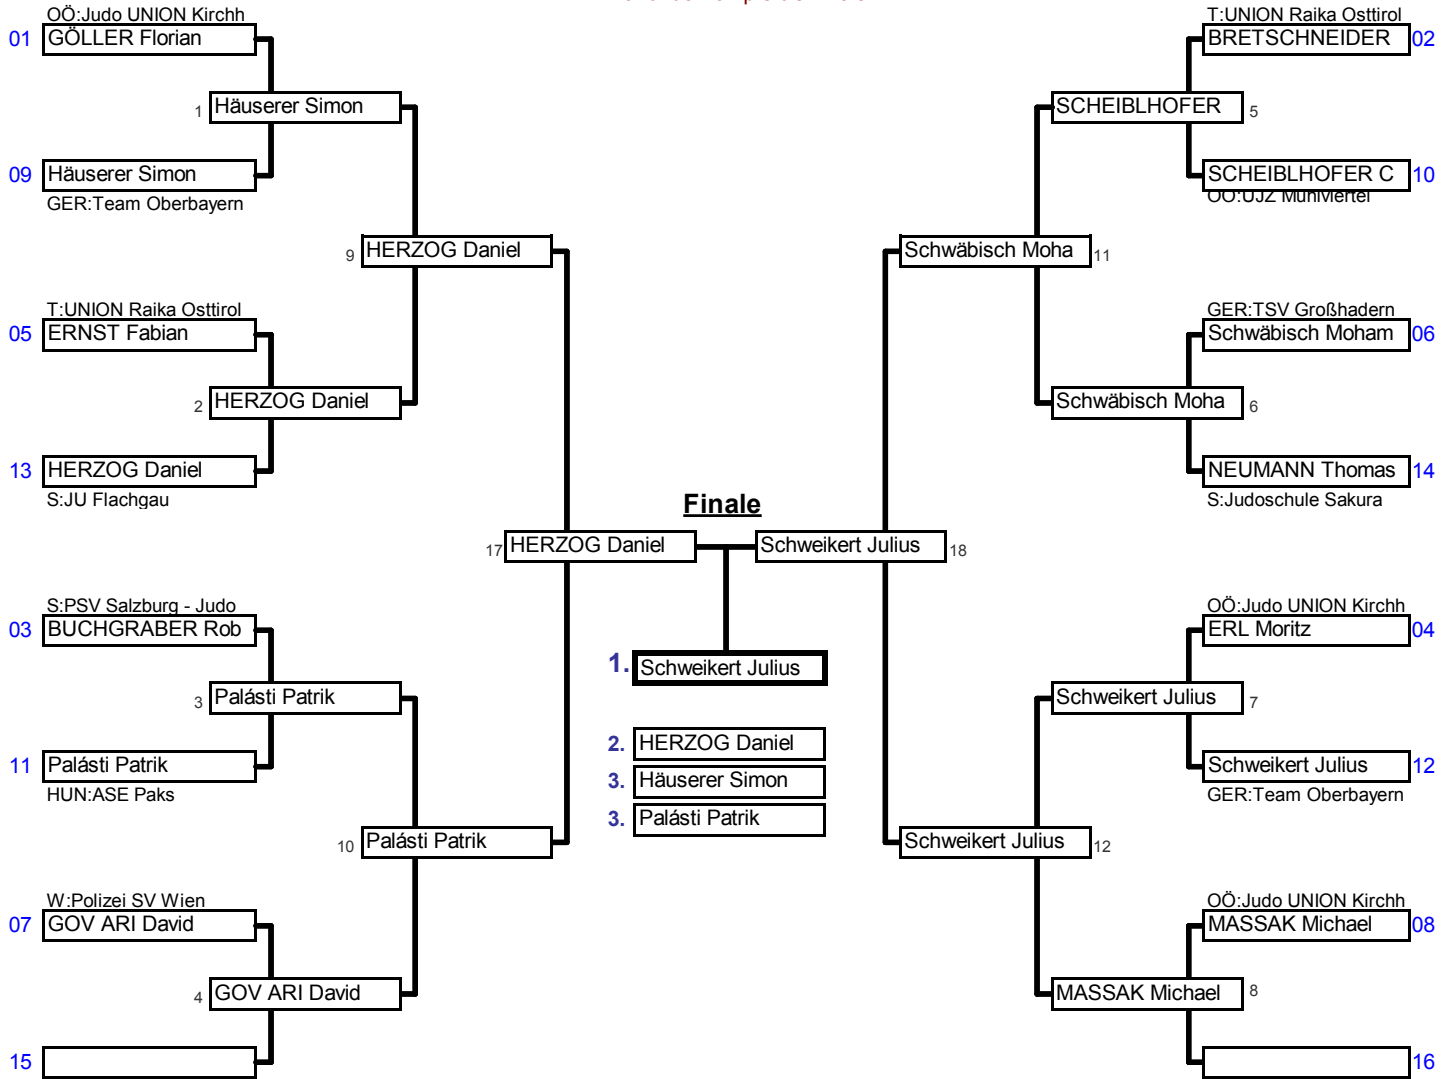 OÖ:Judo UNION Kirchh
01 GÖLLER Florian
1 Häuserer Simon
09 Häuserer Simon
GER:Team Oberbayern
9 HERZOG Daniel
T:UNION Raika Osttirol
05 ERNST Fabian
2 HERZOG Daniel
13 HERZOG Daniel
S:JU Flachgau
17 HERZOG Daniel
S:PSV Salzburg - Judo
03 BUCHGRABER Rob
3 Palásti Patrik
11 Palásti Patrik
HUN:ASE Paks
10 Palásti Patrik
W:Polizei SV Wien
07 GOV ARI David
4 GOV ARI David
15
Finale
1. Schweikert Julius
2. HERZOG Daniel
3. Häuserer Simon
3. Palásti Patrik
T:UNION Raika Osttirol
BRETSCHNEIDER 02
SCHEIBLHOFER 5
SCHEIBLHOFER C 10
OÖ:UJZ Mühlviertel
Schwäbisch Moha 11
GER:TSV Großhadern
Schwäbisch Moham 06
Schwäbisch Moha 6
NEUMANN Thomas 14
S:Judoschule Sakura
Schweikert Julius 18
OÖ:Judo UNION Kirchh
ERL Moritz 04
Schweikert Julius 7
Schweikert Julius 12
GER:Team Oberbayern
Schweikert Julius 12
OÖ:Judo UNION Kirchh
MASSAK Michael 08
MASSAK Michael 8
16